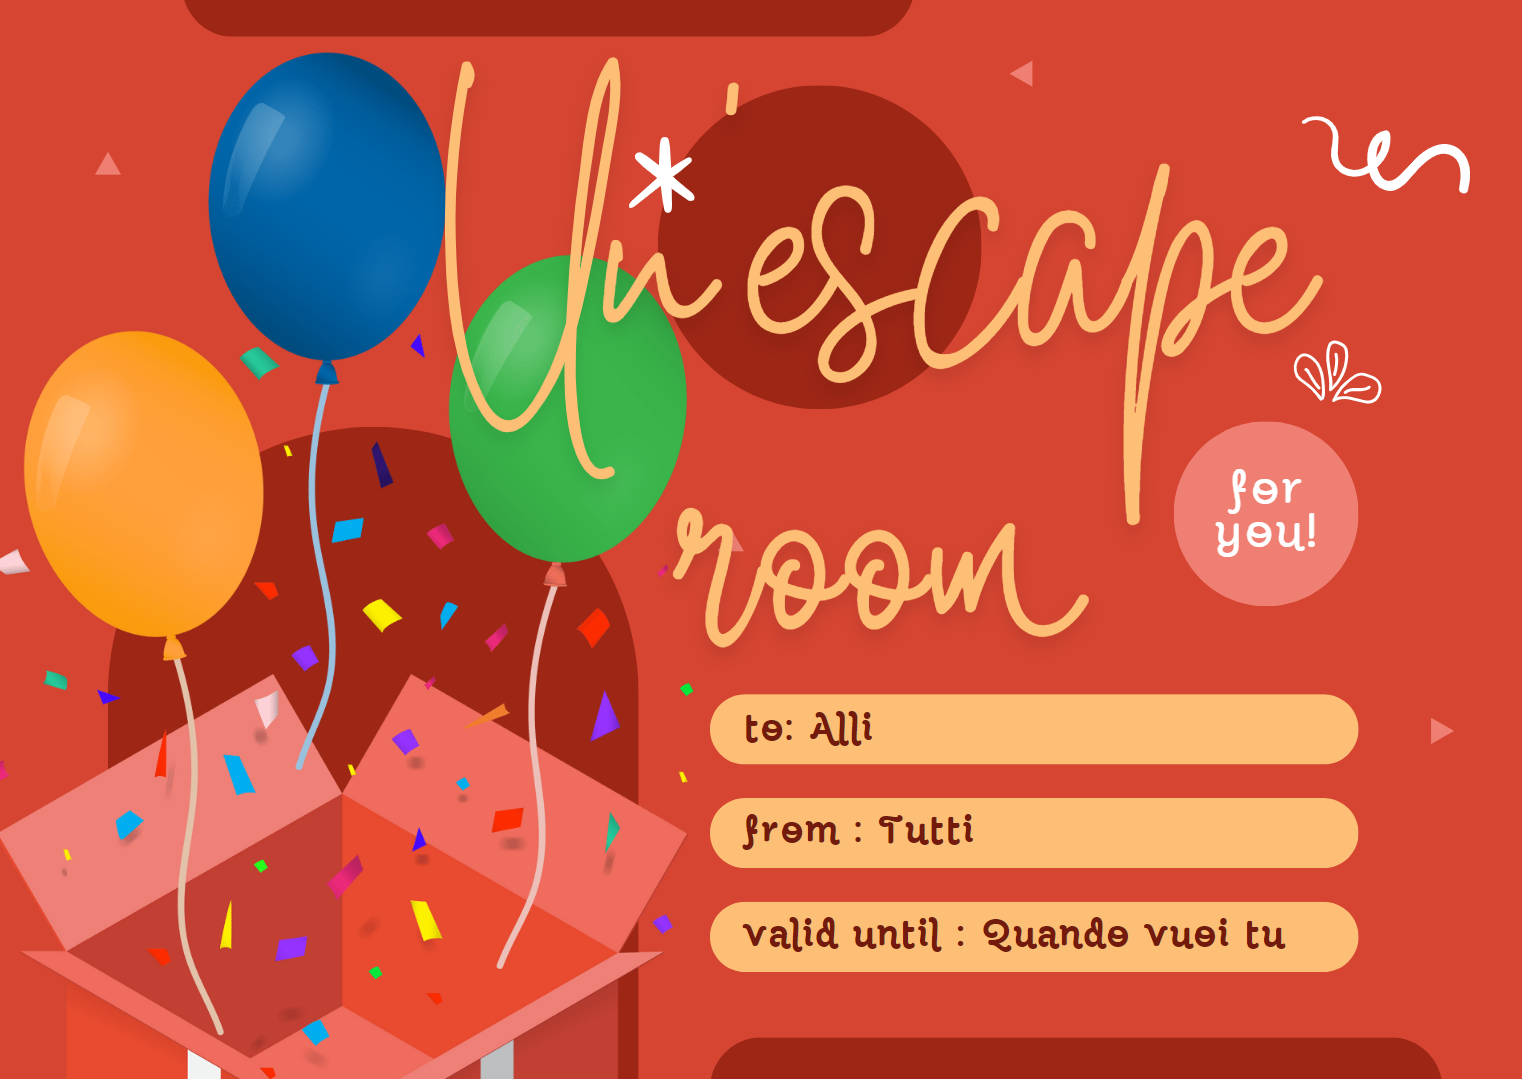 Un'escape
room
for
you!
to: Alli
from : Tutti
valid until : Quando vuoi tu